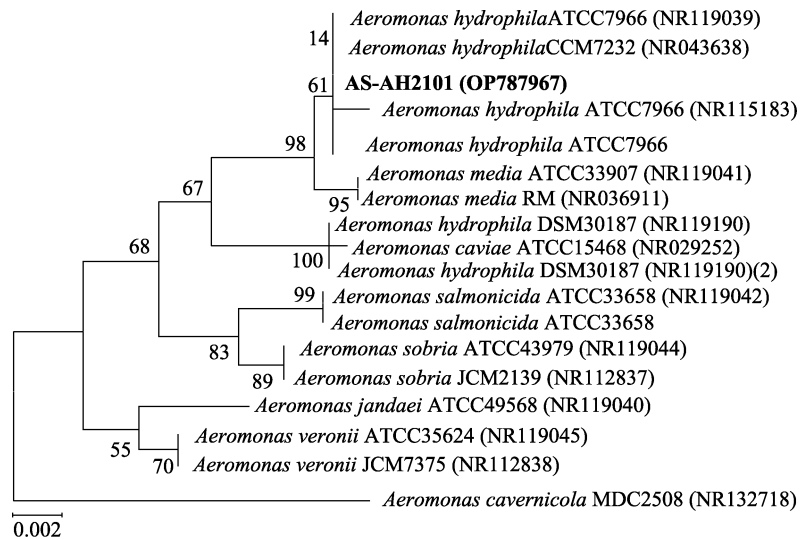 Aeromonas hydrophilaATCC7966 (NR119039)
14
Aeromonas hydrophilaCCM7232 (NR043638)
61
AS-AH2101 (OP787967)
Aeromonas hydrophila ATCC7966 (NR115183)
98
Aeromonas hydrophila ATCC7966
Aeromonas media ATCC33907 (NR119041)
67
Aeromonas media RM (NR036911)
95
Aeromonas hydrophila DSM30187 (NR119190)
68
Aeromonas caviae ATCC15468 (NR029252)
100
Aeromonas hydrophila DSM30187 (NR119190)(2)
99
Aeromonas salmonicida ATCC33658 (NR119042)
Aeromonas salmonicida ATCC33658
83
Aeromonas sobria ATCC43979 (NR119044)
89
Aeromonas sobria JCM2139 (NR112837)
Aeromonas jandaei ATCC49568 (NR119040)
55
Aeromonas veronii ATCC35624 (NR119045)
70
Aeromonas veronii JCM7375 (NR112838)
Aeromonas cavernicola MDC2508 (NR132718)
0.002